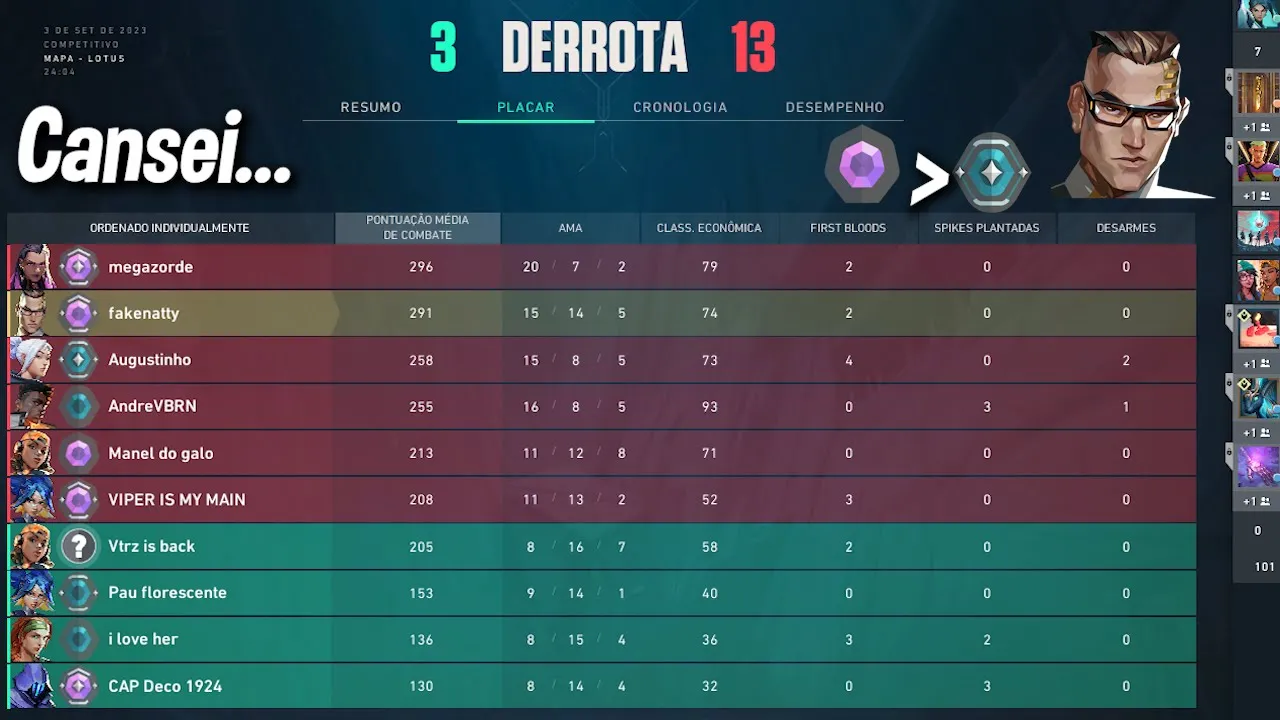 3 DE SET DE 2023
COMPETITIVO
MAPA - LOTUS
24:04
3 DERROTA 13
RESUMO PLACAR CRONOLOGIA DESEMPENHO
Cansei...
>
ORDENADO INDIVIDUALMENTE PONTUAÇÃO MÉDIA DE COMBATE AMA CLASS. ECONÔMICA FIRST BLOODS SPIKES PLANTADAS DESARMES
megazorde 296 20 / 7 / 2 79 2 0 0
fakenatty 291 15 / 14 / 5 74 2 0 0
Augustinho 258 15 / 8 / 5 73 4 0 2
AndreVBRN 255 16 / 8 / 5 93 0 3 1
Manel do galo 213 11 / 12 / 8 71 0 0 0
VIPER IS MY MAIN 208 11 / 13 / 2 52 3 0 0
? Vtrz is back 205 8 / 16 / 7 58 2 0 0
Pau florescente 153 9 / 14 / 1 40 0 0 0
i love her 136 8 / 15 / 4 36 3 2 0
CAP Deco 1924 130 8 / 14 / 4 32 0 3 0
7
+1
+1
+1
+1
+1
0
101